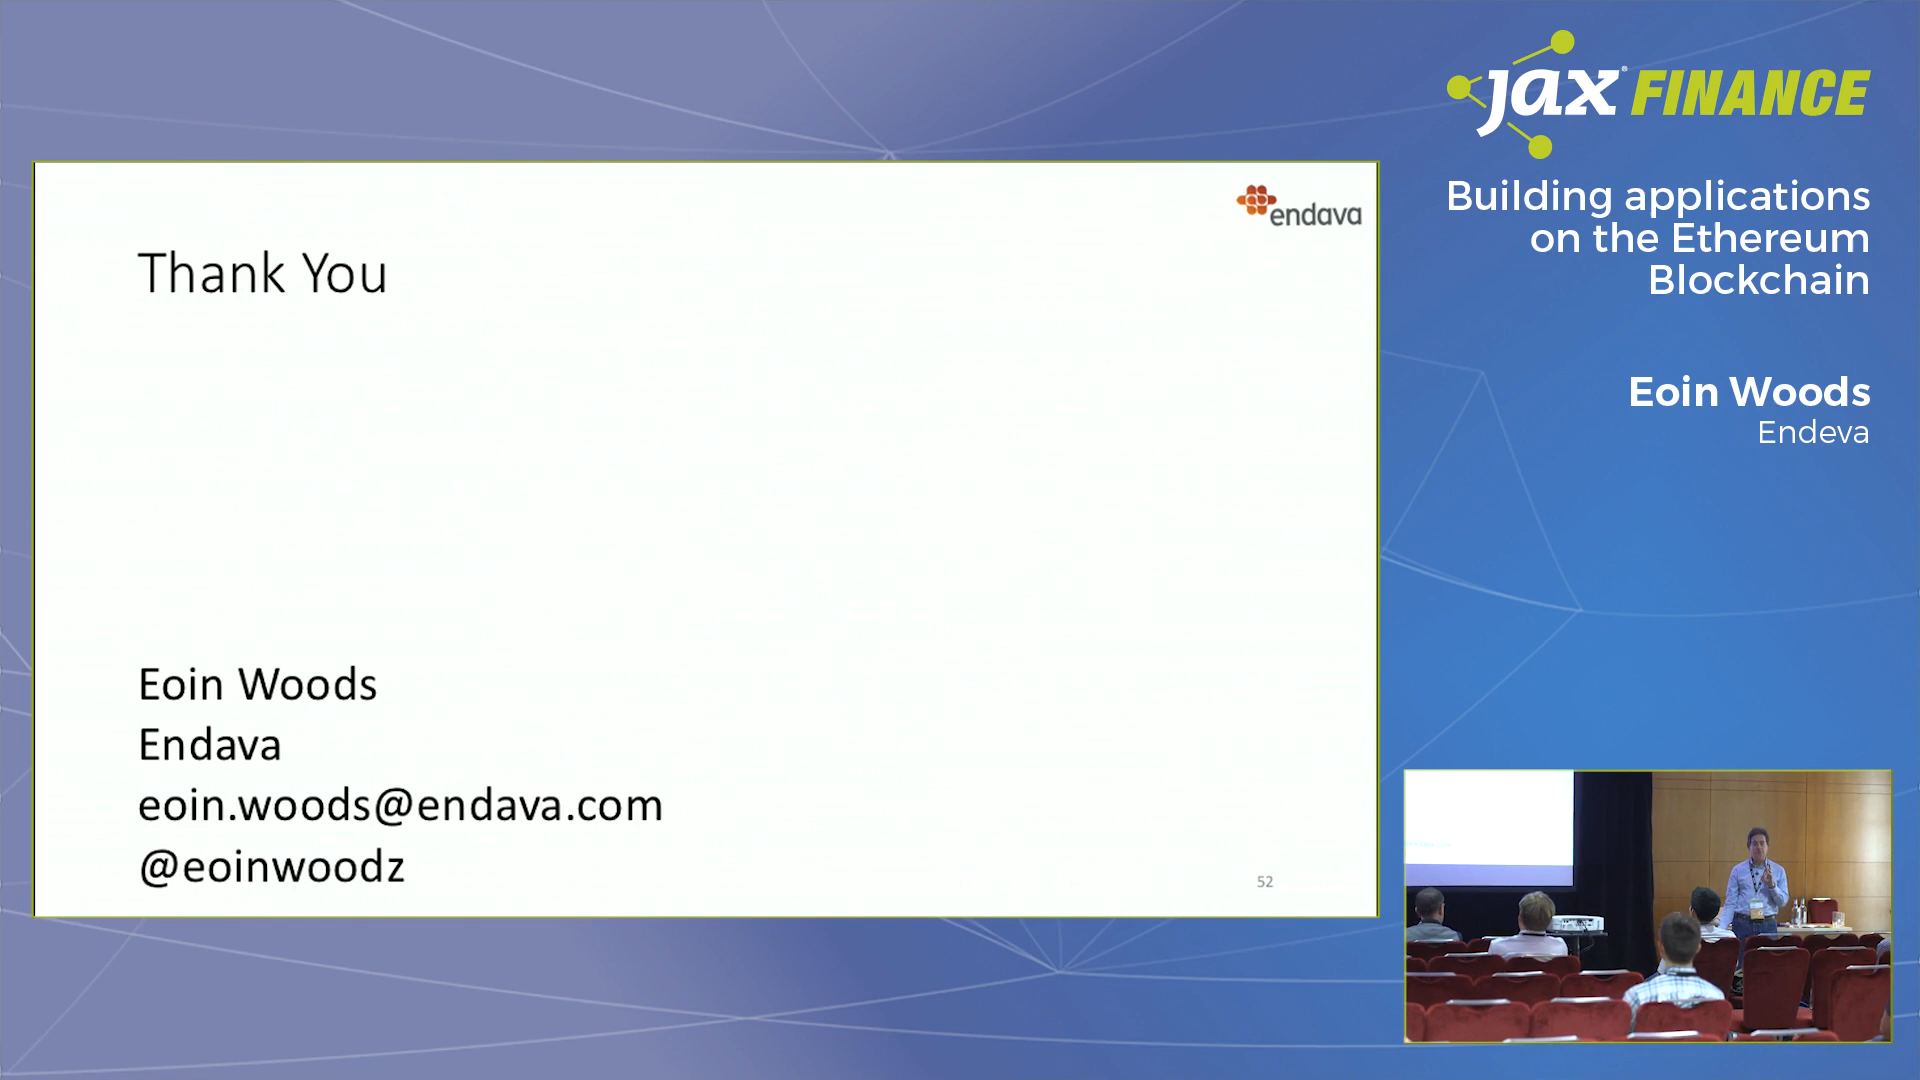 jax FINANCE
Building applications
on the Ethereum
Blockchain
Eoin Woods
Endeva
endava
Thank You
Eoin Woods
Endava
eoin.woods@endava.com
@eoinwoodz
52